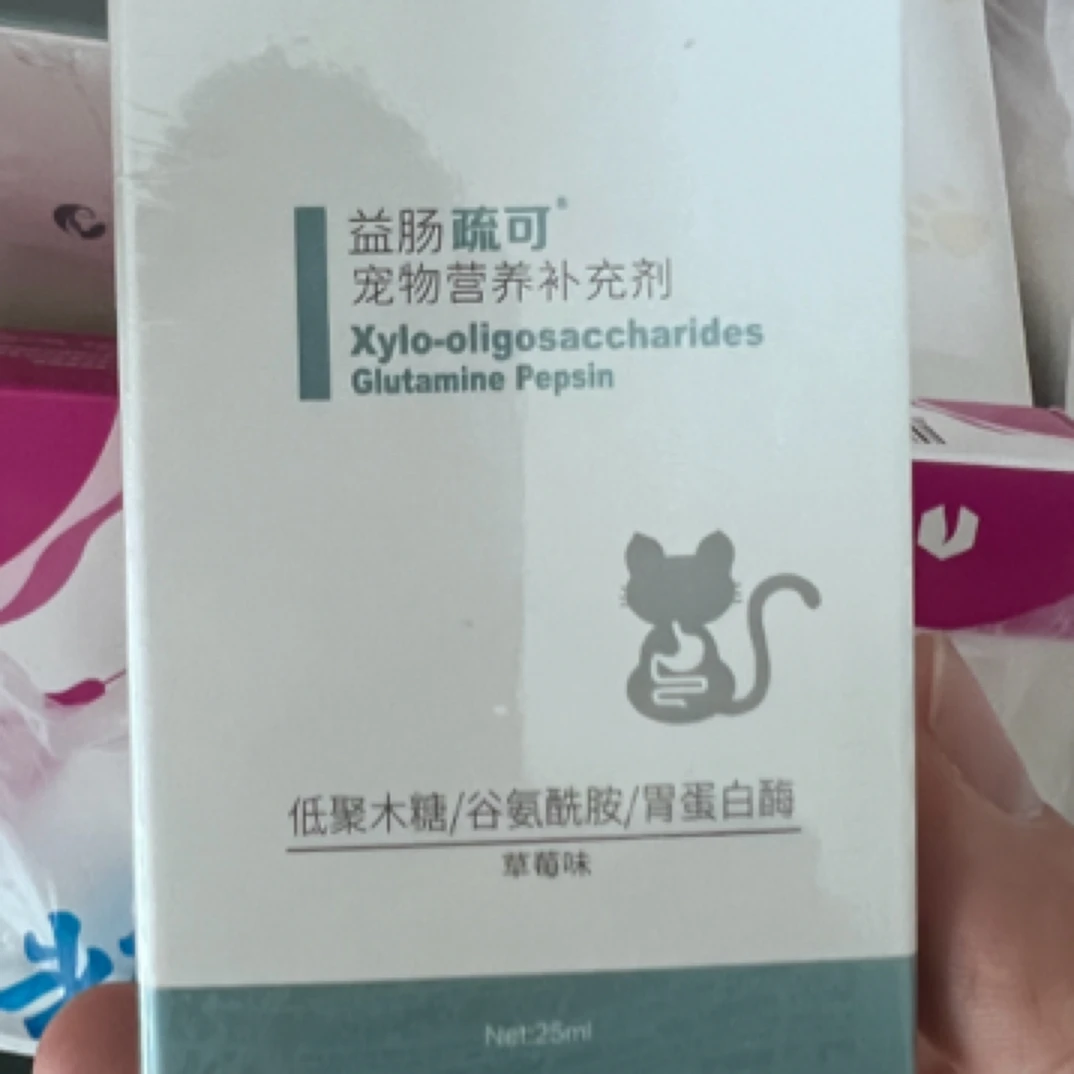 益肠疏可®
宠物营养补充剂
Xylo-oligosaccharides
Glutamine Pepsin
低聚木糖/谷氨酰胺/胃蛋白酶
草莓味
Net:25ml